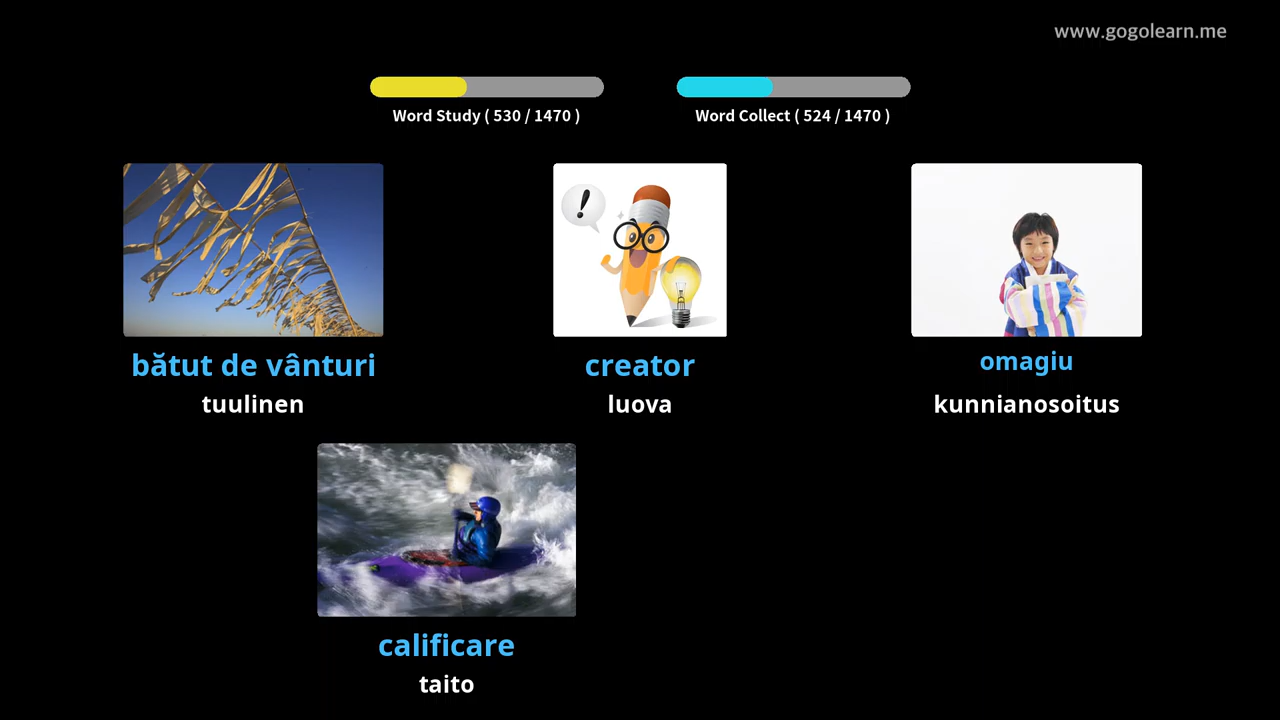 www.gogolearn.me
Word Study ( 530 / 1470 )
Word Collect ( 524 / 1470 )
!
bătut de vânturi
creator
omagiu
tuulinen
luova
kunnianosoitus
calificare
taito